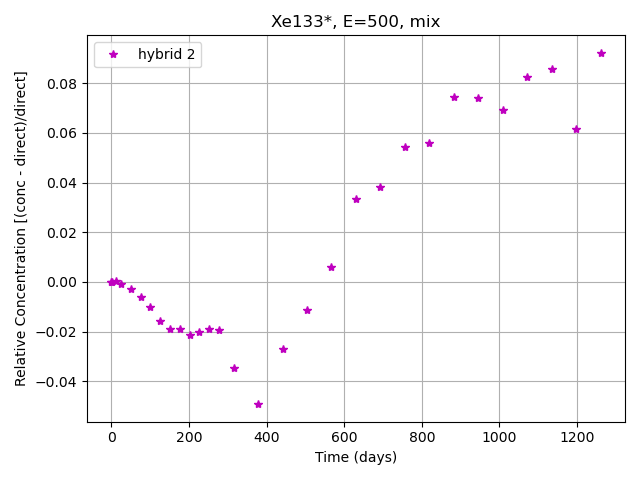 Xe133*, E=500, mix
hybrid 2
Relative Concentration [(conc - direct)/direct]
0.08
0.06
0.04
0.02
0.00
−0.02
−0.04
0 200 400 600 800 1000 1200
Time (days)